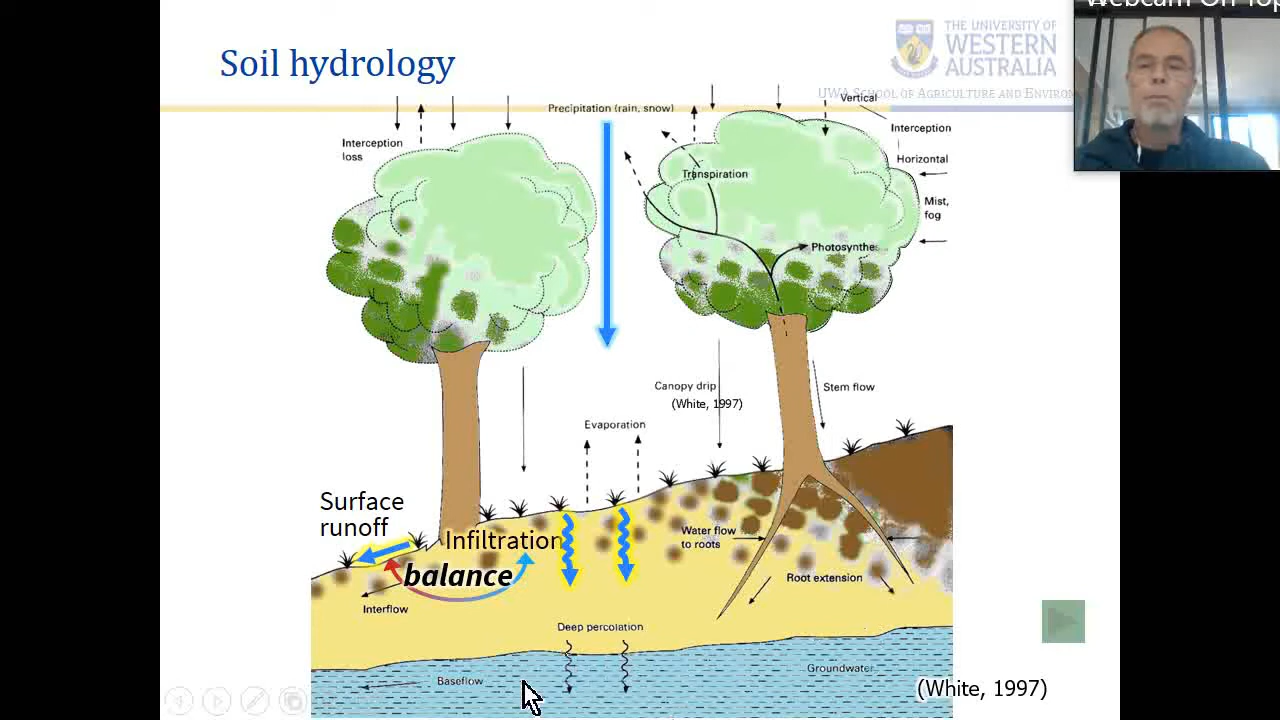 Webcam On Top
THE UNIVERSITY OF
WESTERN
AUSTRALIA
Soil hydrology
UWA SCHOOL OF AGRICULTURE AND ENVIRON
Vertical
Precipitation (rain, snow)
Interception
Interception
loss
Horizontal
Transpiration
Mist,
fog
Photosynthes
Canopy drip
Stem flow
(White, 1997)
Evaporation
Surface
runoff
Infiltration
Water flow
to roots
balance
Root extension
Interflow
Deep percolation
Groundwater
Baseflow
(White, 1997)